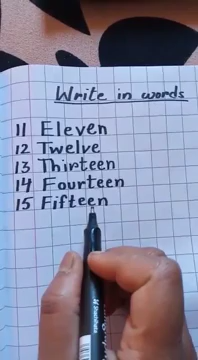 Write in words
11 Eleven
12 Twelve
13 Thirteen
14 Fourteen
15 Fifteen